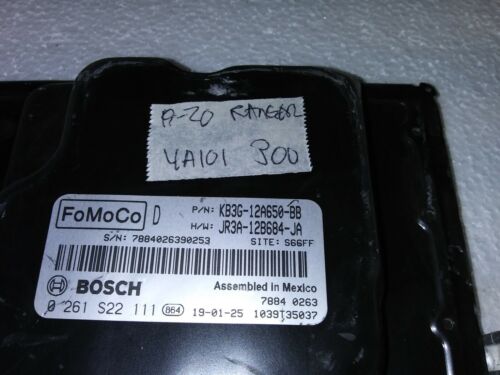 19-20 RANGER
4A101 300
FoMoCo D
P/N: KB3G-12A650-BB
H/W: JR3A-12B684-JA
S/N: 7884026390253 SITE: S66FF
BOSCH
Assembled in Mexico
7884 0263
0 261 S22 111 864 19-01-25 1039T35037